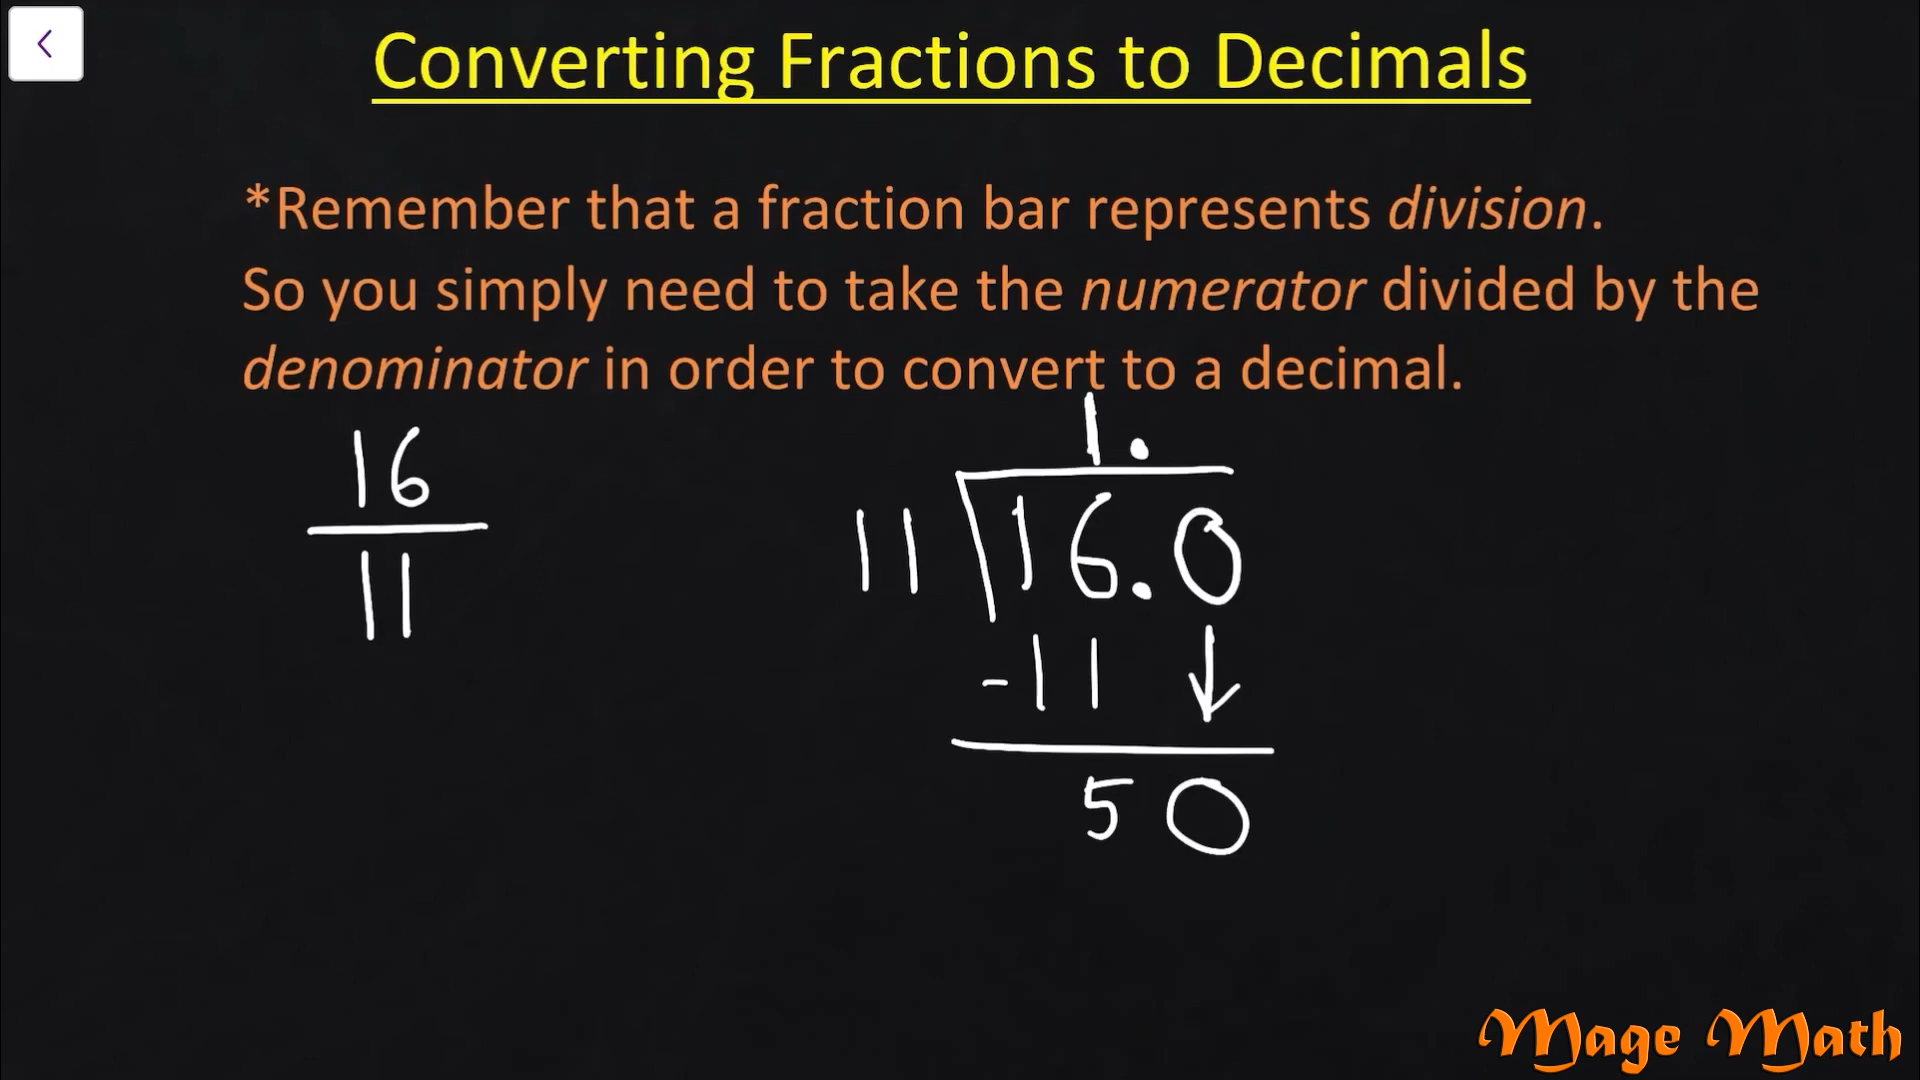 Converting Fractions to Decimals
*Remember that a fraction bar represents division.
So you simply need to take the numerator divided by the
denominator in order to convert to a decimal.
16
11
1.
11 16.0
-11
50
Mage Math